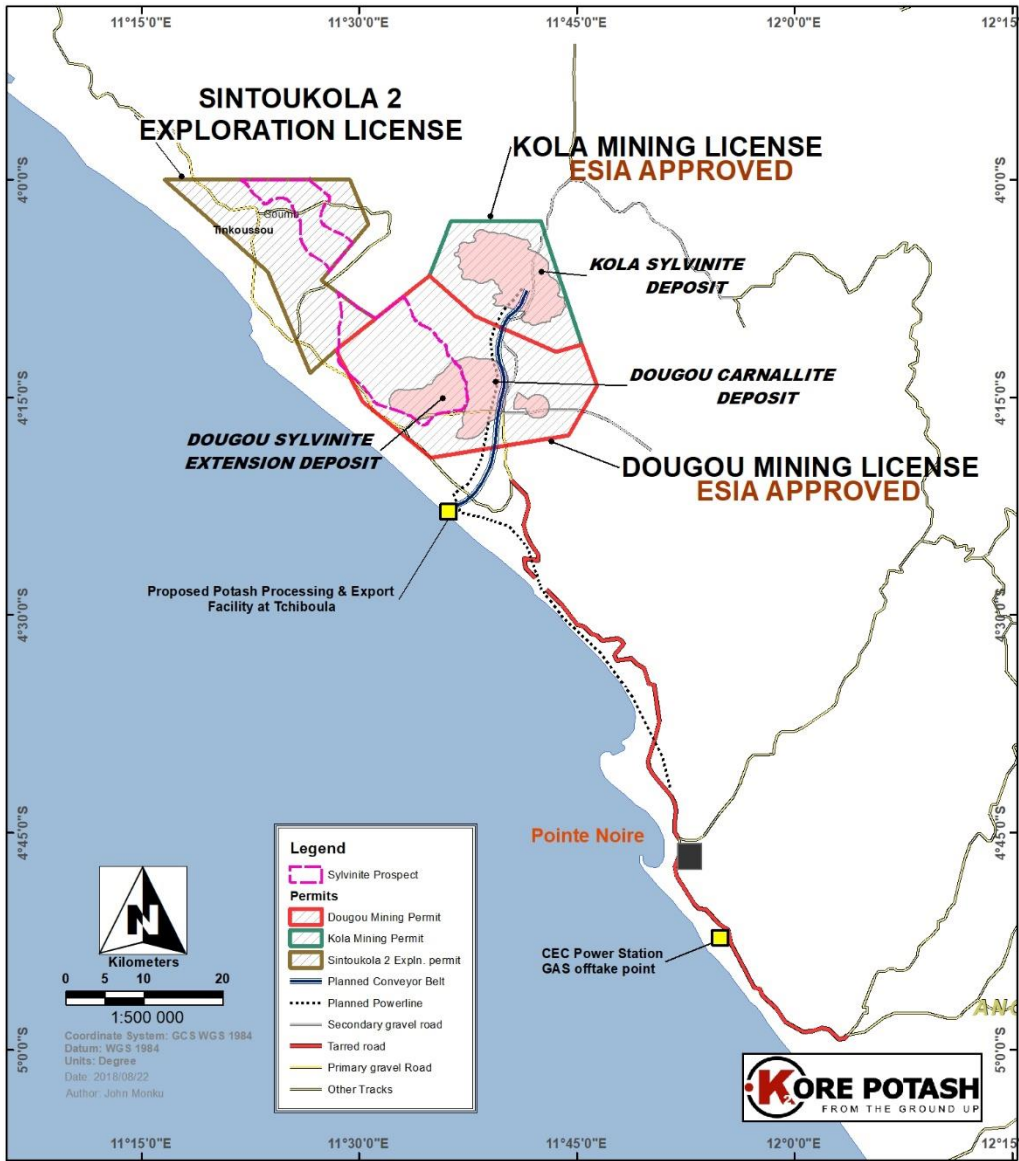 11°15'0"E
11°30'0"E
11°45'0"E
12°0'0"E
12°15'0
4°0'0"S
4°0'0"S
4°15'0"S
4°15'0"S
4°30'0"S
4°30'0"S
4°45'0"S
4°45'0"S
5°0'0"S
5°0'0"S
SINTOUKOLA 2
EXPLORATION LICENSE
KOLA MINING LICENSE
ESIA APPROVED
Goumu
Tinkoussou
KOLA SYLVINITE
DEPOSIT
DOUGOU CARNALLITE
DEPOSIT
DOUGOU SYLVINITE
EXTENSION DEPOSIT
DOUGOU MINING LICENSE
ESIA APPROVED
Proposed Potash Processing & Export
Facility at Tchiboula
Pointe Noire
CEC Power Station
GAS offtake point
ANG
Legend
Sylvinite Prospect
Permits
Dougou Mining Permit
Kola Mining Permit
Sintoukola 2 Expln. permit
Planned Conveyor Belt
Planned Powerline
Secondary gravel road
Tarred road
Primary gravel Road
Other Tracks
N
Kilometers
0 5 10 20
1:500 000
Coordinate System: GCS WGS 1984
Datum: WGS 1984
Units: Degree
Date: 2018/08/22
Author: John Monku
KORE POTASH
FROM THE GROUND UP
11°15'0"E
11°30'0"E
11°45'0"E
12°0'0"E
12°15'0